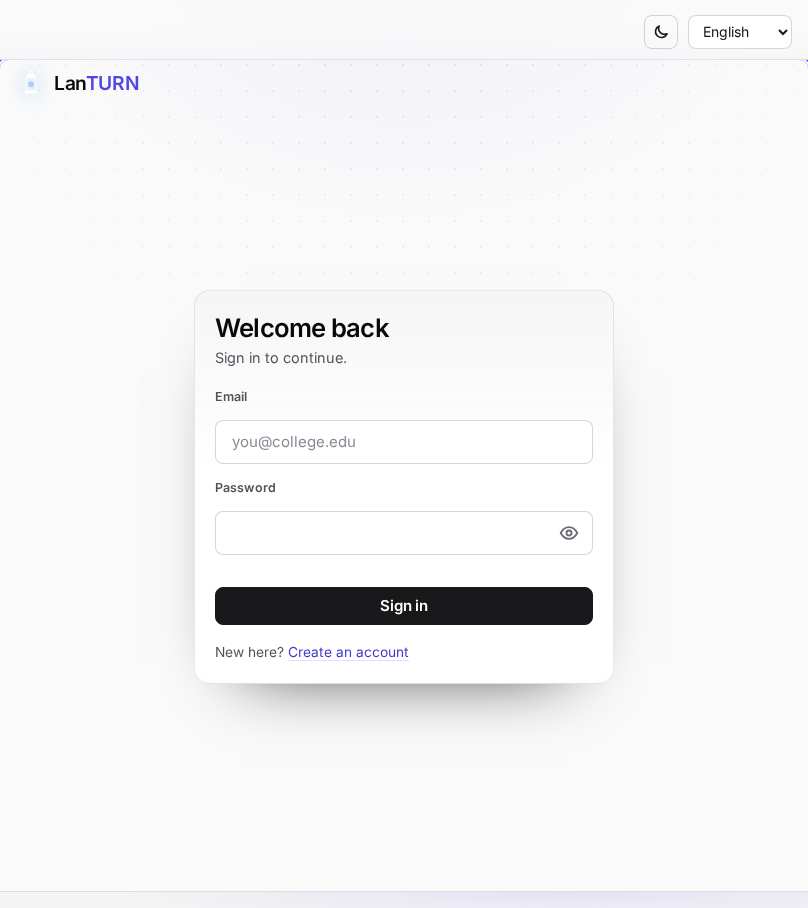 English
LanTURN
Welcome back
Sign in to continue.
Email
you@college.edu
Password
Sign in
New here? Create an account